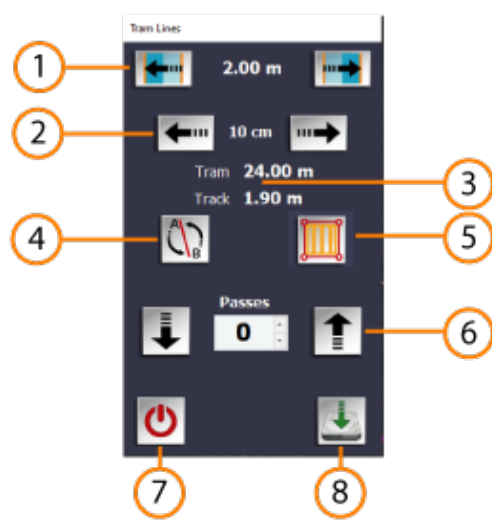 Tram Lines
1
2.00 m
2
10 cm
Tram 24.00 m
3
Track 1.90 m
4
A
B
5
Passes
0
6
7
8